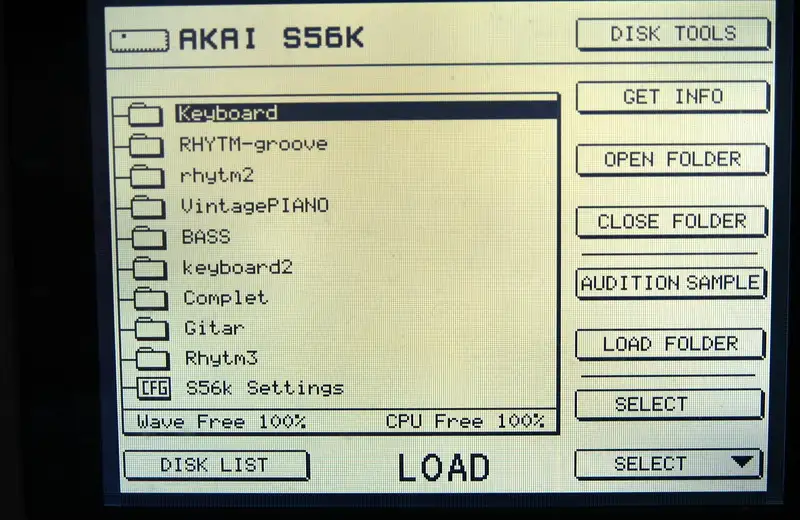 AKAI S56K
DISK TOOLS
Keyboard
RHYTM-groove
rhytm2
VintagePIANO
BASS
keyboard2
Complet
Gitar
Rhytm3
CFG S56k Settings
Wave Free 100% CPU Free 100%
GET INFO
OPEN FOLDER
CLOSE FOLDER
AUDITION SAMPLE
LOAD FOLDER
SELECT
DISK LIST
LOAD
SELECT